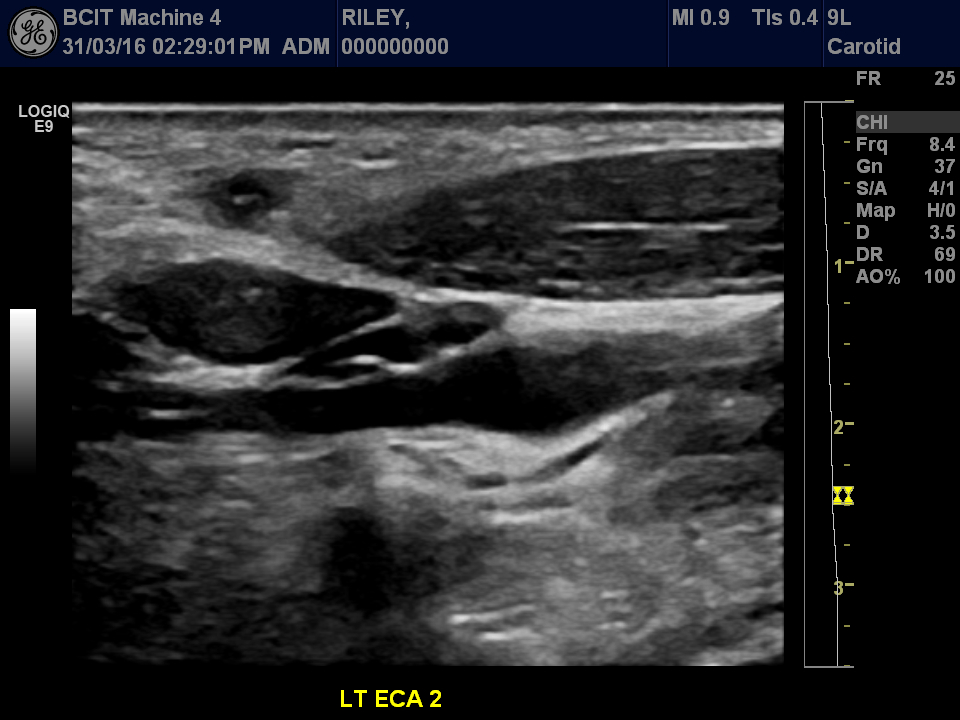 BCIT Machine 4
31/03/16 02:29:01PM ADM
RILEY,
000000000
MI 0.9 TIs 0.4
9L
Carotid
LOGIQ
E9
FR 25
CHI
Frq 8.4
Gn 37
S/A 4/1
Map H/0
D 3.5
DR 69
AO% 100
1
2
3
LT ECA 2